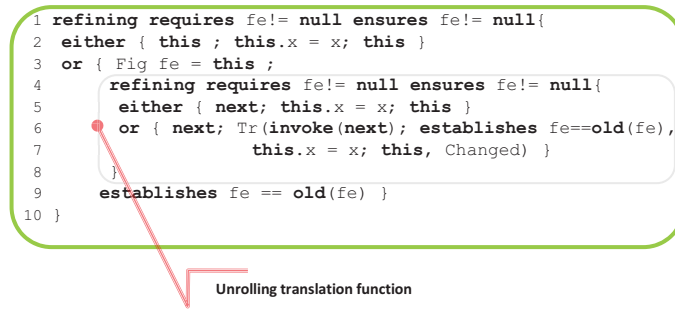 1 refining requires fe!= null ensures fe!= null{
2 either { this ; this.x = x; this }
3 or { Fig fe = this ;
4 refining requires fe!= null ensures fe!= null{
5 either { next; this.x = x; this }
6 or { next; Tr(invoke(next); establishes fe==old(fe),
7 this.x = x; this, Changed) }
8 }
9 establishes fe == old(fe) }
10 }
Unrolling translation function